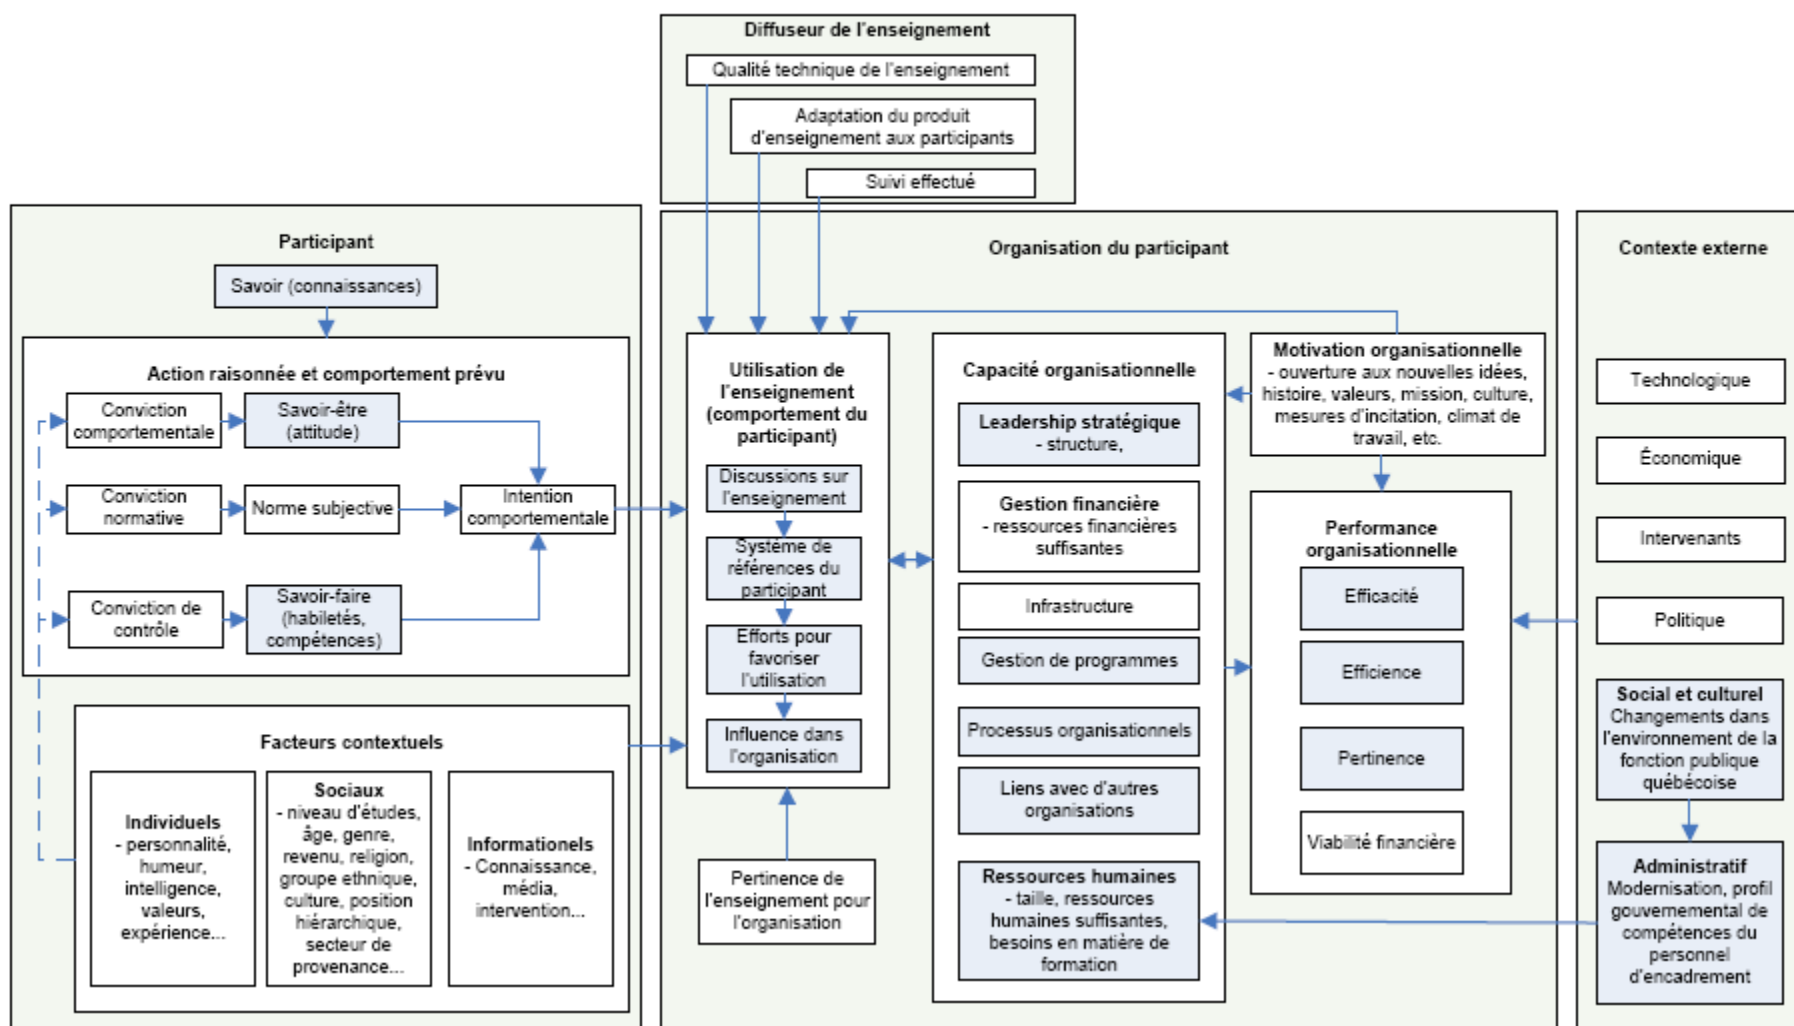 Diffuseur de l'enseignement
Qualité technique de l'enseignement
Adaptation du produit
d'enseignement aux participants
Suivi effectué
Participant
Savoir (connaissances)
Action raisonnée et comportement prévu
Conviction
comportementale
Savoir-être
(attitude)
Conviction
normative
Norme subjective
Intention
comportementale
Conviction de
contrôle
Savoir-faire
(habiletés,
compétences)
Facteurs contextuels
Individuels
- personnalité,
humeur,
intelligence,
valeurs,
expérience...
Sociaux
- niveau d'études,
âge, genre,
revenu, religion,
groupe ethnique,
culture, position
hiérarchique,
secteur de
provenance...
Informationels
- Connaissance,
média,
intervention...
Organisation du participant
Utilisation de
l'enseignement
(comportement du
participant)
Discussions sur
l'enseignement
Système de
références du
participant
Efforts pour
favoriser
l'utilisation
Influence dans
l'organisation
Pertinence de
l'enseignement pour
l'organisation
Capacité organisationnelle
Leadership stratégique
- structure,
Gestion financière
- ressources financières
suffisantes
Infrastructure
Gestion de programmes
Processus organisationnels
Liens avec d'autres
organisations
Ressources humaines
- taille, ressources
humaines suffisantes,
besoins en matière de
formation
Motivation organisationnelle
- ouverture aux nouvelles idées,
histoire, valeurs, mission, culture,
mesures d'incitation, climat de
travail, etc.
Performance
organisationnelle
Efficacité
Efficience
Pertinence
Viabilité financière
Contexte externe
Technologique
Économique
Intervenants
Politique
Social et culturel
Changements dans
l'environnement de la
fonction publique
québécoise
Administratif
Modernisation, profil
gouvernemental de
compétences du
personnel
d'encadrement